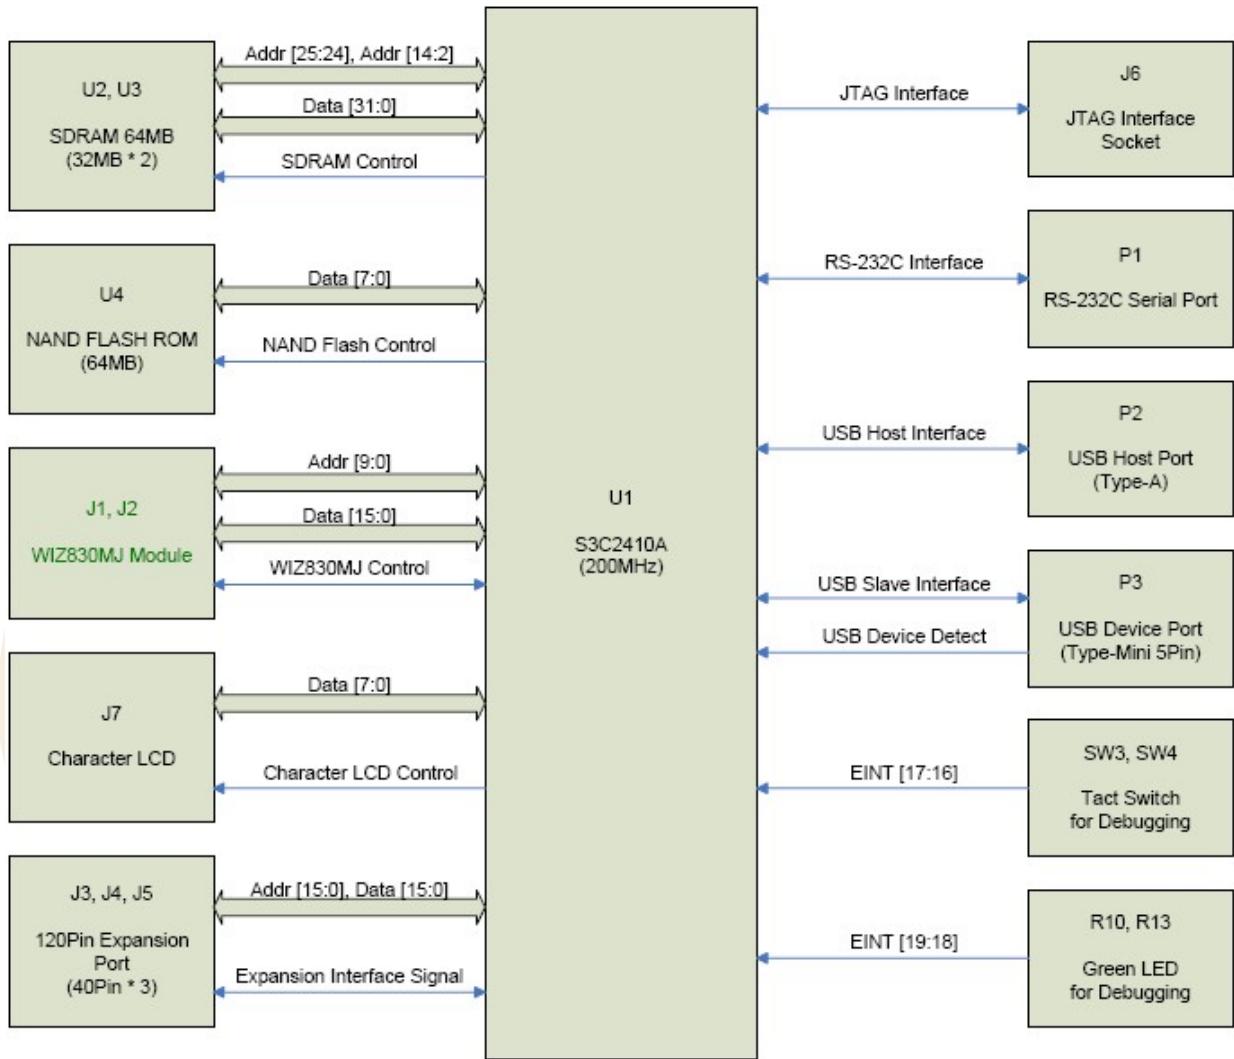 U2, U3
SDRAM 64MB
(32MB * 2)
Addr [25:24], Addr [14:2]
Data [31:0]
SDRAM Control
U4
NAND FLASH ROM
(64MB)
Data [7:0]
NAND Flash Control
J1, J2
WIZ830MJ Module
Addr [9:0]
Data [15:0]
WIZ830MJ Control
J7
Character LCD
Data [7:0]
Character LCD Control
J3, J4, J5
120Pin Expansion
Port
(40Pin * 3)
Addr [15:0], Data [15:0]
Expansion Interface Signal
U1
S3C2410A
(200MHz)
JTAG Interface
J6
JTAG Interface
Socket
RS-232C Interface
P1
RS-232C Serial Port
USB Host Interface
P2
USB Host Port
(Type-A)
USB Slave Interface
USB Device Detect
P3
USB Device Port
(Type-Mini 5Pin)
EINT [17:16]
SW3, SW4
Tact Switch
for Debugging
EINT [19:18]
R10, R13
Green LED
for Debugging